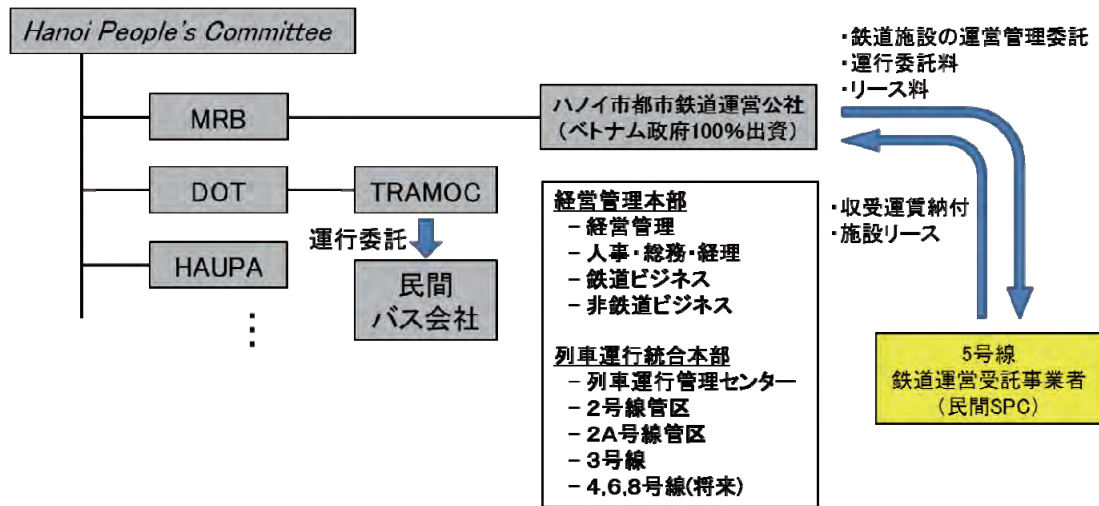 Hanoi People's Committee
MRB
DOT
HAUPA
TRAMOC
運行委託
民間
バス会社
ハノイ市都市鉄道運営公社
(ベトナム政府100%出資)
経営管理本部
− 経営管理
− 人事・総務・経理
− 鉄道ビジネス
− 非鉄道ビジネス
列車運行統合本部
− 列車運行管理センター
− 2号線管区
− 2A号線管区
− 3号線
− 4,6,8号線(将来)
・鉄道施設の運営管理委託
・運行委託料
・リース料
・収受運賃納付
・施設リース
5号線
鉄道運営受託事業者
(民間SPC)